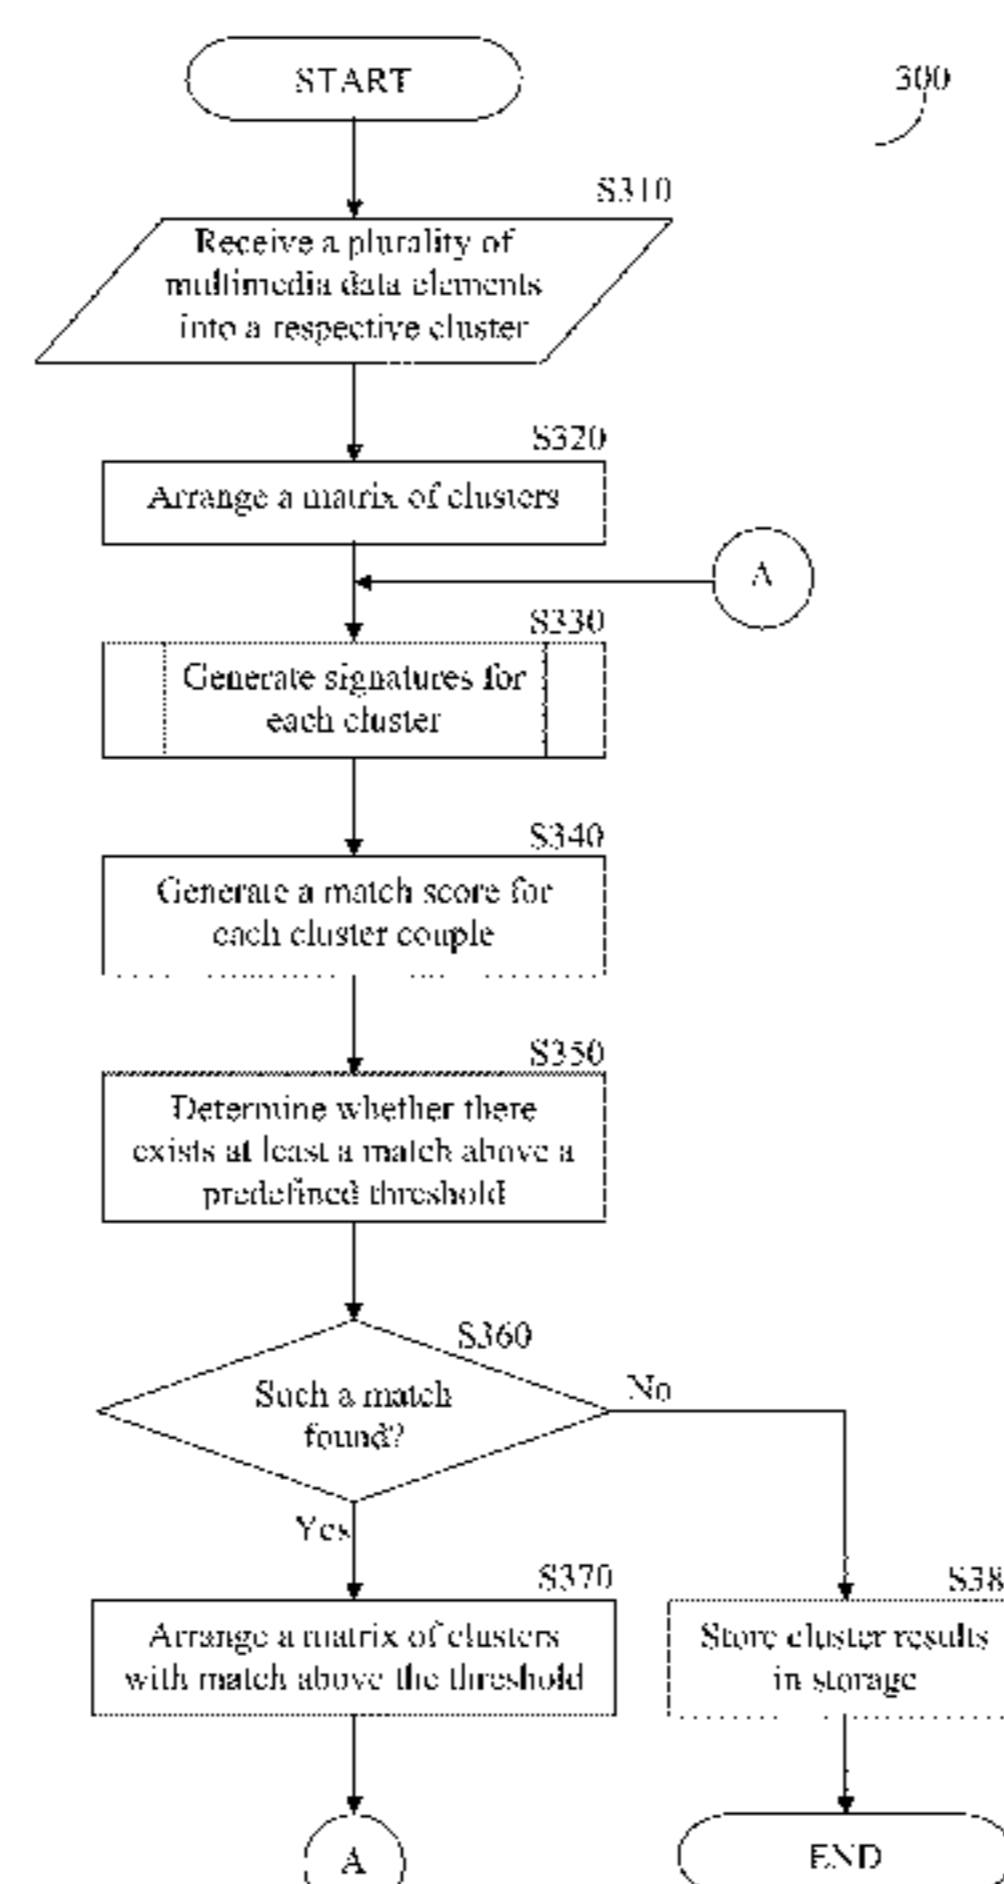 START
300
S310
Receive a plurality of
multimedia data elements
into a respective cluster
S320
Arrange a matrix of clusters
A
S330
Generate signatures for
each cluster
S340
Generate a match score for
each cluster couple
S350
Determine whether there
exists at least a match above a
predefined threshold
S360
Such a match
found?
No
Yes
S370
Arrange a matrix of clusters
with match above the threshold
S38
Store cluster results
in storage
A
END